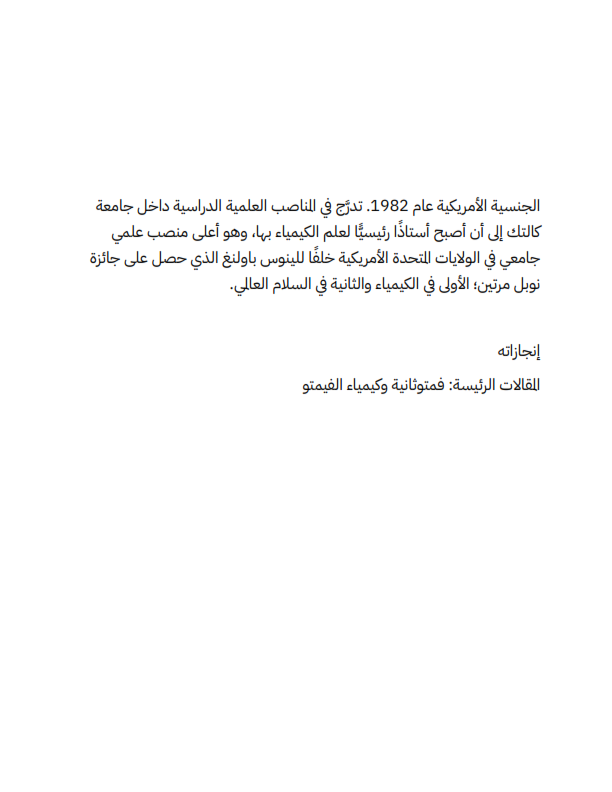 الجنسية الأمريكية عام 1982. تدرَّج في المناصب العلمية الدراسية داخل جامعة
كالتك إلى أن أصبح أستاذًا رئيسيًّا لعلم الكيمياء بها، وهو أعلى منصب علمي
جامعي في الولايات المتحدة الأمريكية خلفًا للينوس باولنغ الذي حصل على جائزة
نوبل مرتين؛ الأولى في الكيمياء والثانية في السلام العالمي.
إنجازاته
المقالات الرئيسة: فمتوثانية وكيمياء الفيمتو